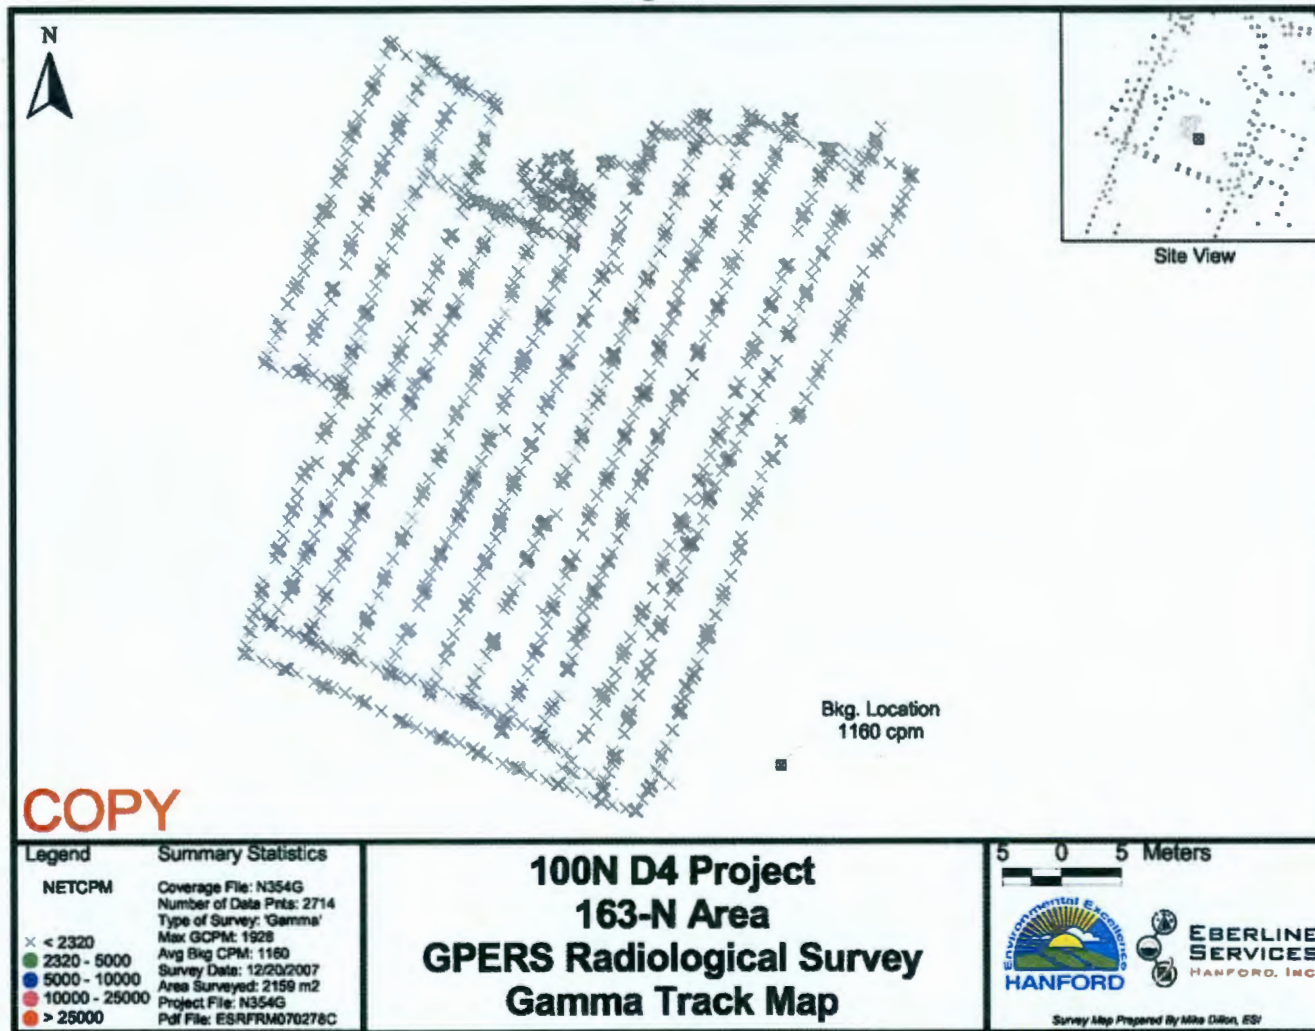 N
Site View
Bkg. Location
1160 cpm
COPY
Legend
NETCPM
< 2320
2320 - 5000
5000 - 10000
10000 - 25000
> 25000
Summary Statistics
Coverage File: N354G
Number of Data Pnts: 2714
Type of Survey: 'Gamma'
Max GCPM: 1928
Avg Bkg CPM: 1160
Survey Date: 12/20/2007
Area Surveyed: 2159 m2
Project File: N354G
Pdf File: ESRFRM070278C
100N D4 Project
163-N Area
GPERS Radiological Survey
Gamma Track Map
5 0 5 Meters
Environmental Excellence
HANFORD
EBERLINE
SERVICES
HANFORD, INC
Survey Map Prepared By Mike Dillon, ESI